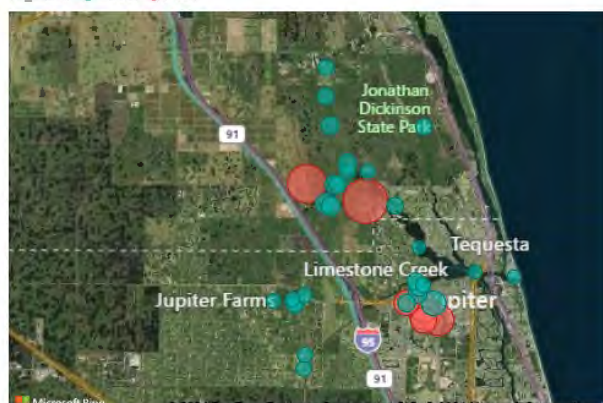 Jonathan
Dickinson
State Park
91
Tequesta
Limestone Creek
Jupiter Farms
piter
95
91
Microsoft Bing